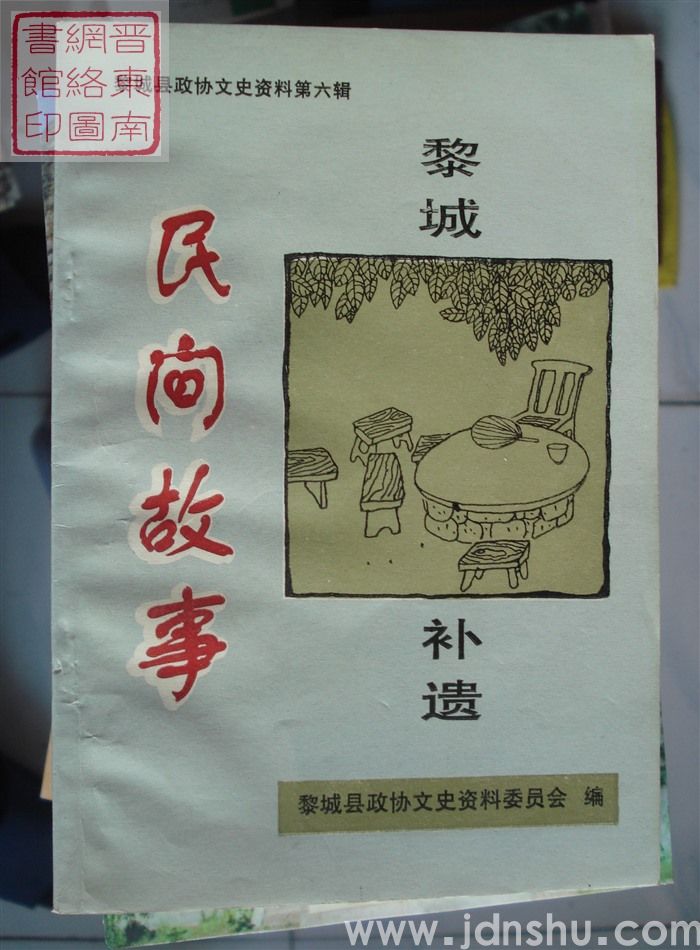 晋東南
網絡圖
書館印
黎城县政协文史资料第六辑
黎城
民间故事
补遗
黎城县政协文史资料委员会 编
www.jdnshu.com